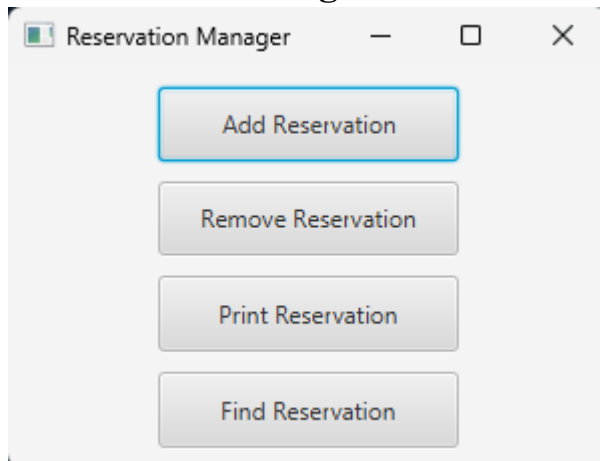 Reservation Manager
Add Reservation
Remove Reservation
Print Reservation
Find Reservation